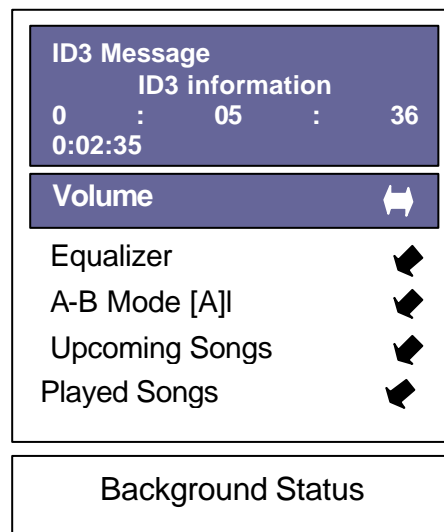 ID3 Message
ID3 information
0 : 05 : 36
0:02:35
Volume
Equalizer
A-B Mode [A]l
Upcoming Songs
Played Songs
Background Status